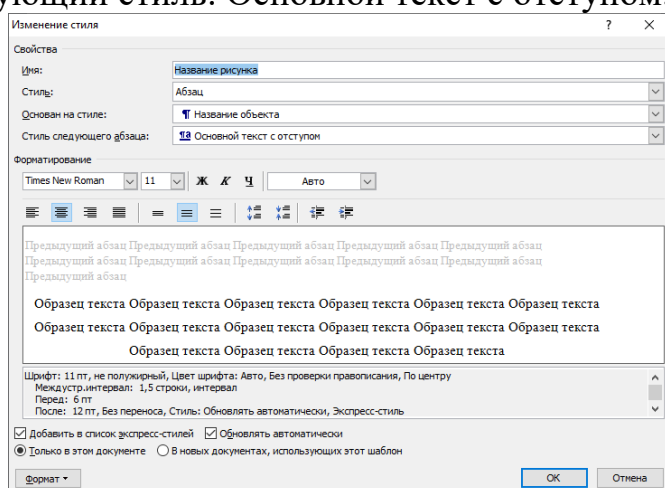 ующий стиль: Основной текст с отступом.
Изменение стиля ? ×
Свойства
Имя: Название рисунка
Стиль: Абзац
Основан на стиле: ¶ Название объекта
Стиль следующего абзаца: ¶a Основной текст с отступом
Форматирование
Times New Roman 11 Ж К Ч Авто
Предыдущий абзац Предыдущий абзац Предыдущий абзац Предыдущий абзац Предыдущий абзац
Предыдущий абзац Предыдущий абзац Предыдущий абзац Предыдущий абзац Предыдущий абзац
Предыдущий абзац
Образец текста Образец текста Образец текста Образец текста Образец текста Образец текста
Образец текста Образец текста Образец текста Образец текста Образец текста Образец текста
Образец текста Образец текста Образец текста Образец текста
Шрифт: 11 пт, не полужирный, Цвет шрифта: Авто, Без проверки правописания, По центру
Междустр.интервал: 1,5 строки, интервал
Перед: 6 пт
После: 12 пт, Без переноса, Стиль: Обновлять автоматически, Экспресс-стиль
Добавить в список экспресс-стилей Обновлять автоматически
Только в этом документе В новых документах, использующих этот шаблон
Формат ОК Отмена